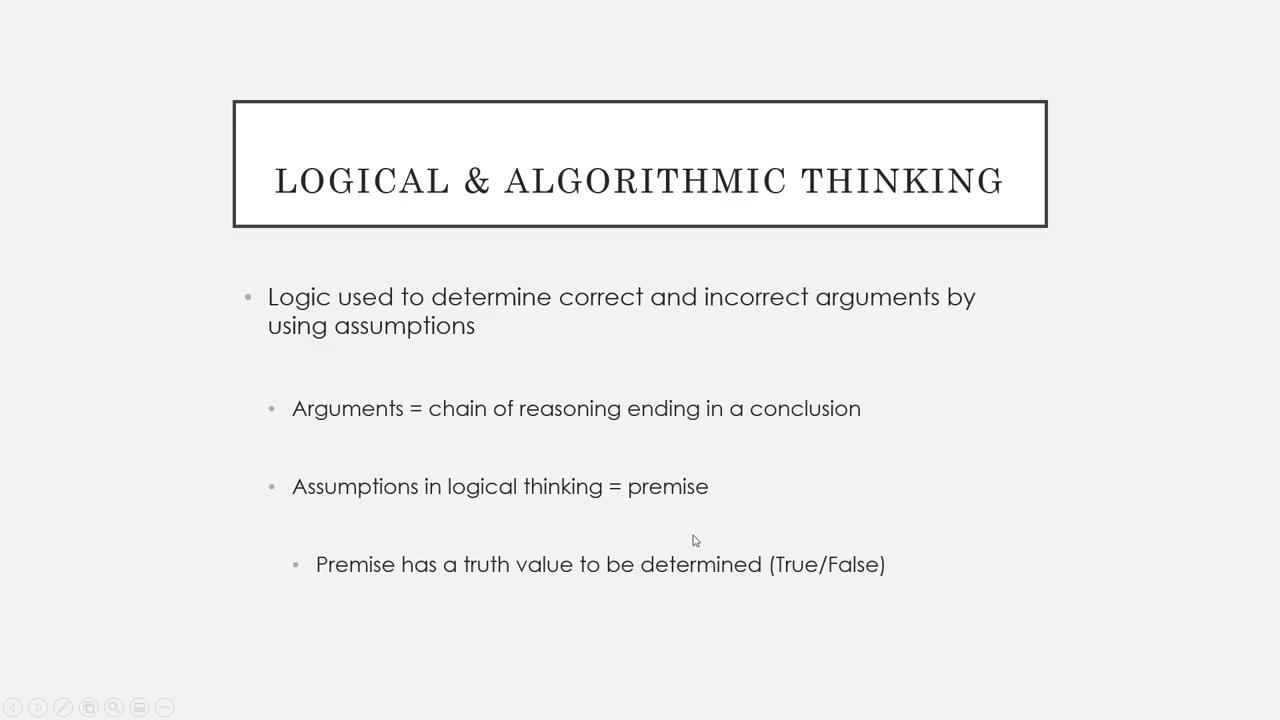 LOGICAL & ALGORITHMIC THINKING
• Logic used to determine correct and incorrect arguments by
using assumptions
• Arguments = chain of reasoning ending in a conclusion
• Assumptions in logical thinking = premise
• Premise has a truth value to be determined (True/False)